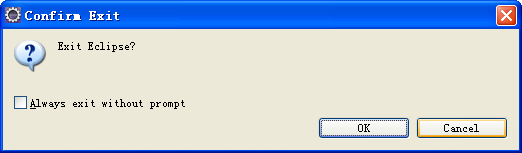 Confirm Exit
Exit Eclipse?
Always exit without prompt
OK
Cancel